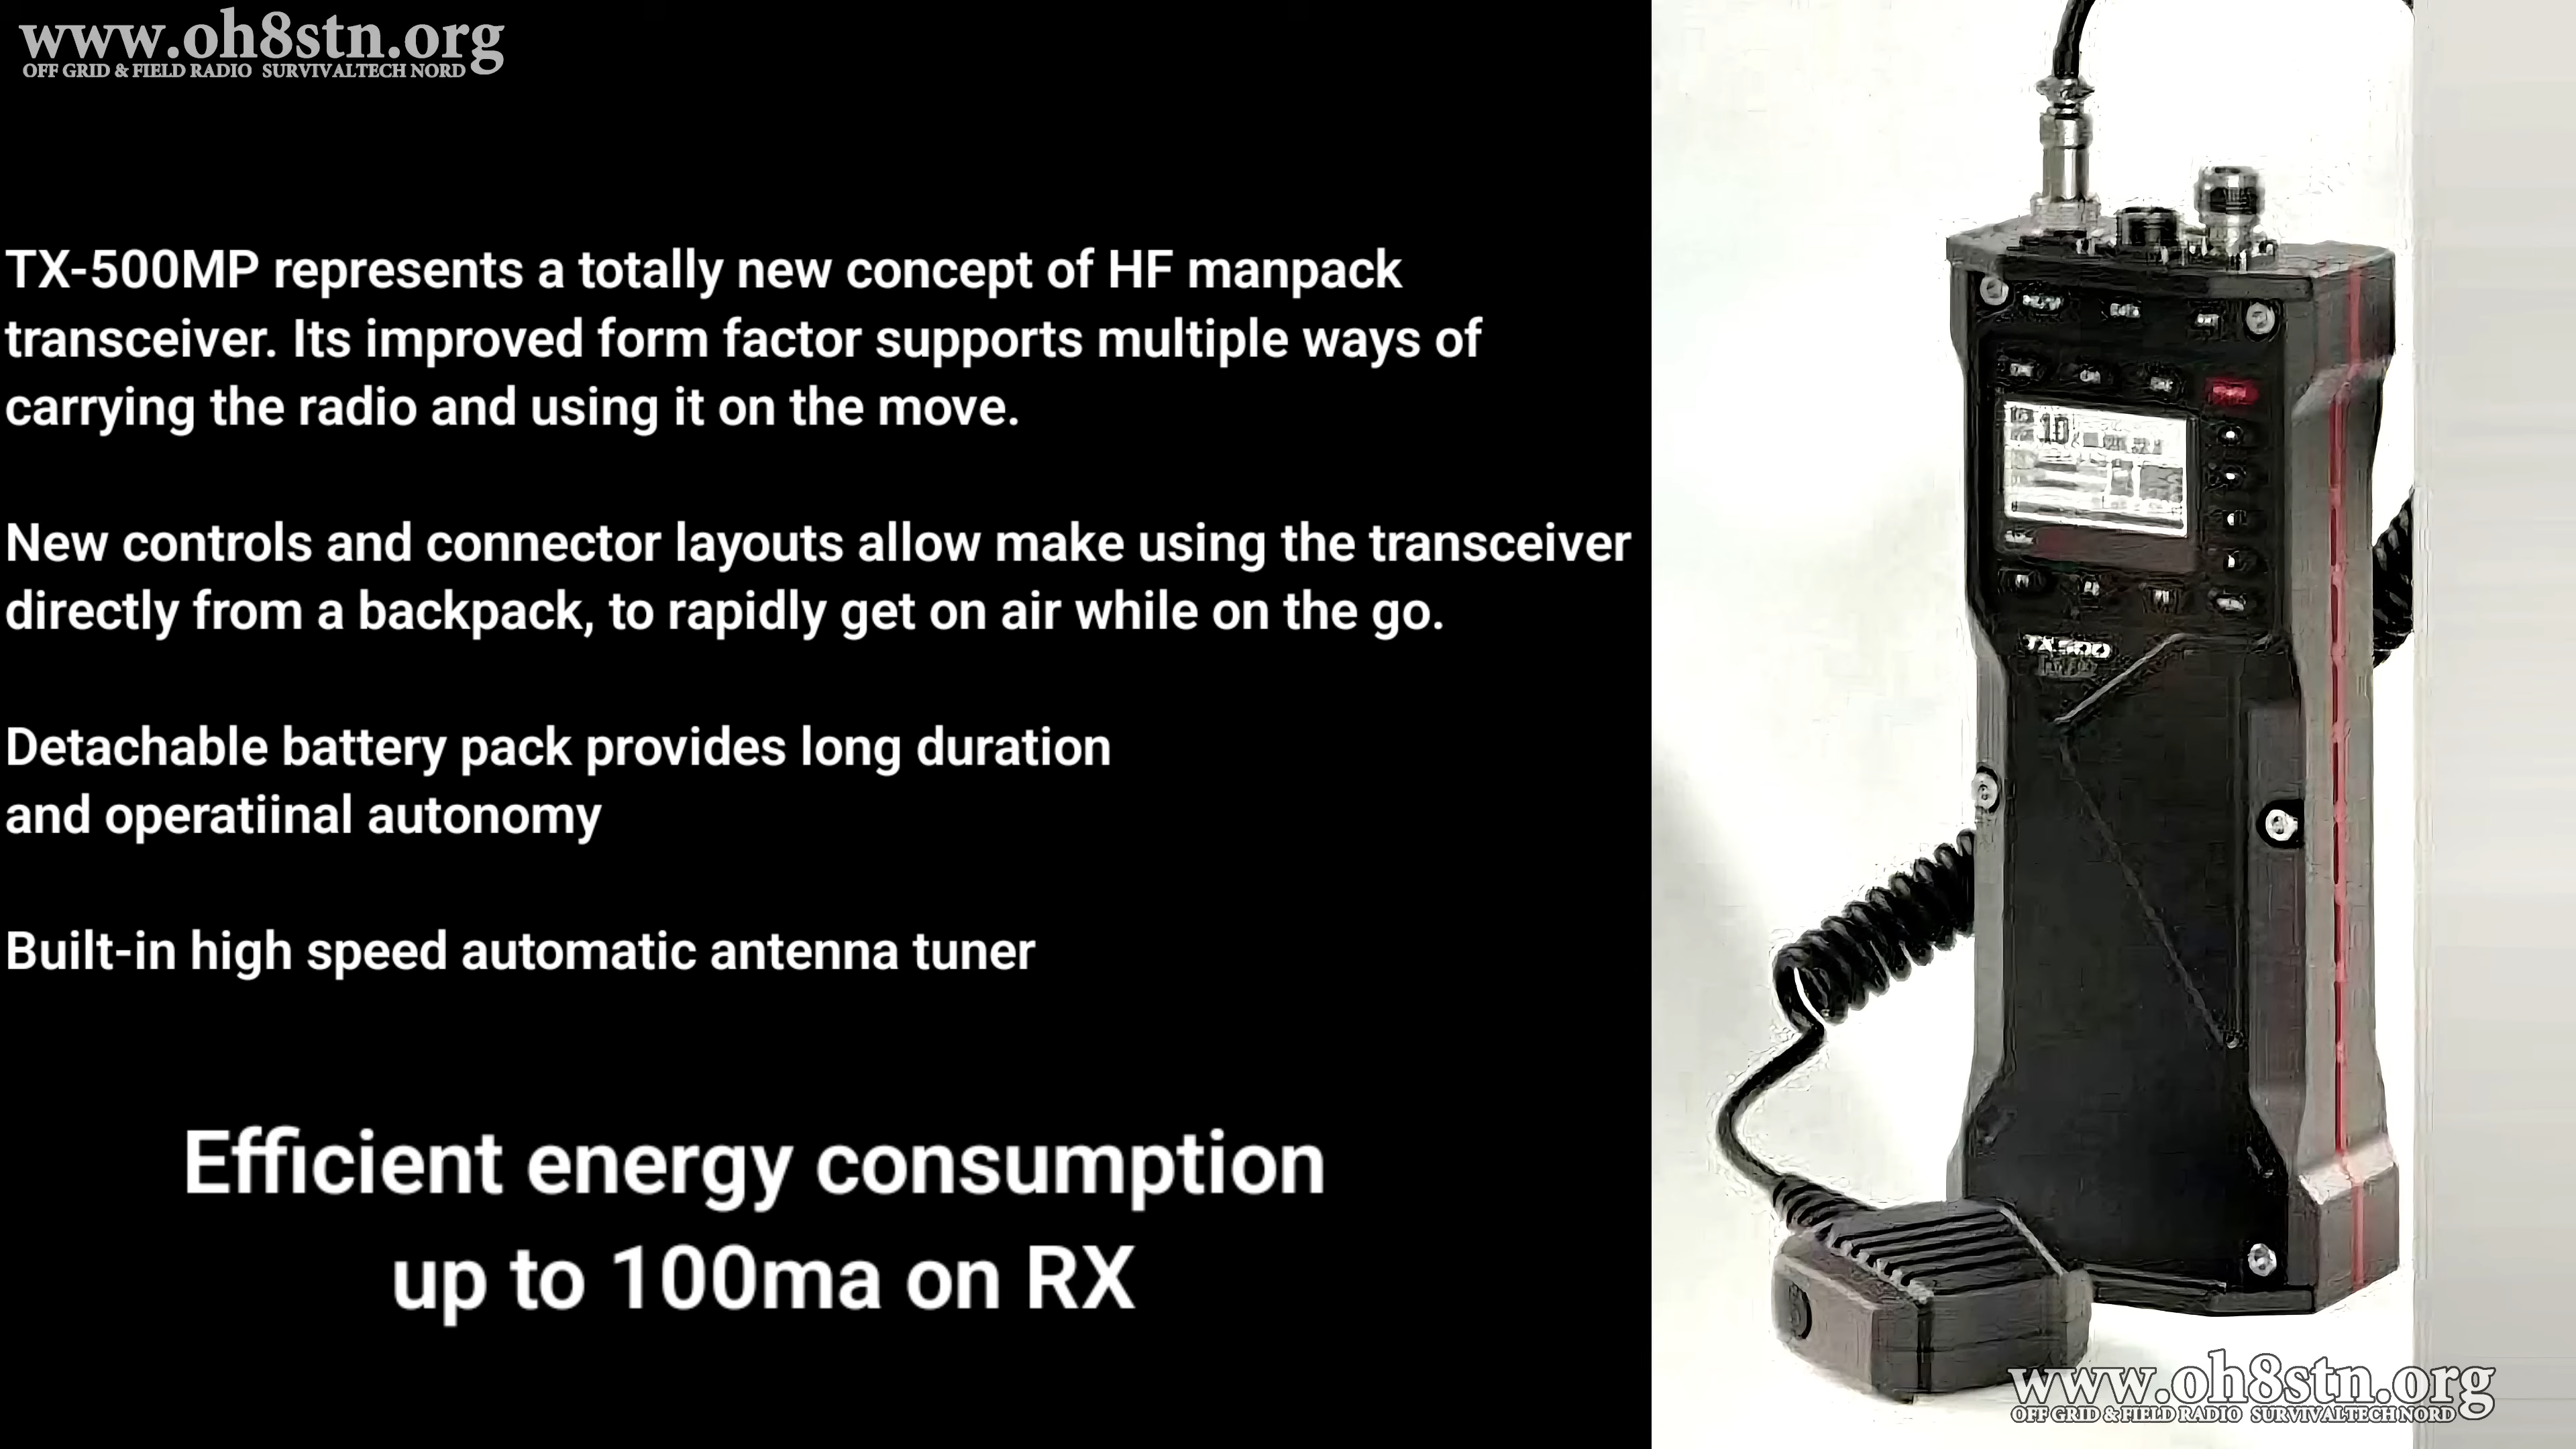 www.oh8stn.org
OFF GRID & FIELD RADIO SURVIVALTECH NORD
TX-500MP represents a totally new concept of HF manpack
transceiver. Its improved form factor supports multiple ways of
carrying the radio and using it on the move.
New controls and connector layouts allow make using the transceiver
directly from a backpack, to rapidly get on air while on the go.
Detachable battery pack provides long duration
and operatiinal autonomy
Built-in high speed automatic antenna tuner
Efficient energy consumption
up to 100ma on RX
10
TX-500
www.oh8stn.org
OFF GRID & FIELD RADIO SURVIVALTECH NORD